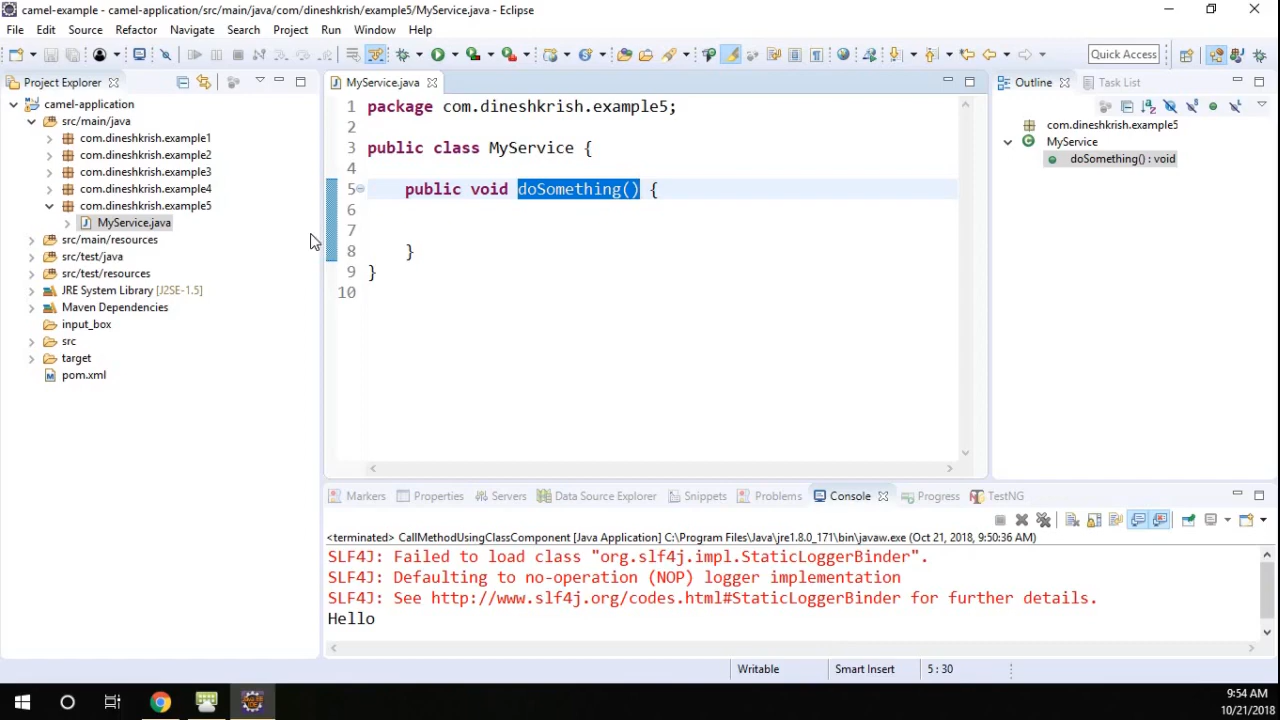 camel-example - camel-application/src/main/java/com/dineshkrish/example5/MyService.java - Eclipse
File Edit Source Refactor Navigate Search Project Run Window Help
Quick Access
Project Explorer
camel-application
src/main/java
com.dineshkrish.example1
com.dineshkrish.example2
com.dineshkrish.example3
com.dineshkrish.example4
com.dineshkrish.example5
MyService.java
src/main/resources
src/test/java
src/test/resources
JRE System Library [J2SE-1.5]
Maven Dependencies
input_box
src
target
pom.xml
MyService.java
1 package com.dineshkrish.example5;
2
3 public class MyService {
4
5 public void doSomething() {
6
7
8 }
9 }
10
Outline Task List
com.dineshkrish.example5
MyService
doSomething() : void
Markers Properties Servers Data Source Explorer Snippets Problems Console Progress TestNG
<terminated> CallMethodUsingClassComponent [Java Application] C:\Program Files\Java\jre1.8.0_171\bin\javaw.exe (Oct 21, 2018, 9:50:36 AM)
SLF4J: Failed to load class "org.slf4j.impl.StaticLoggerBinder".
SLF4J: Defaulting to no-operation (NOP) logger implementation
SLF4J: See http://www.slf4j.org/codes.html#StaticLoggerBinder for further details.
Hello
Writable Smart Insert 5 : 30
9:54 AM
10/21/2018